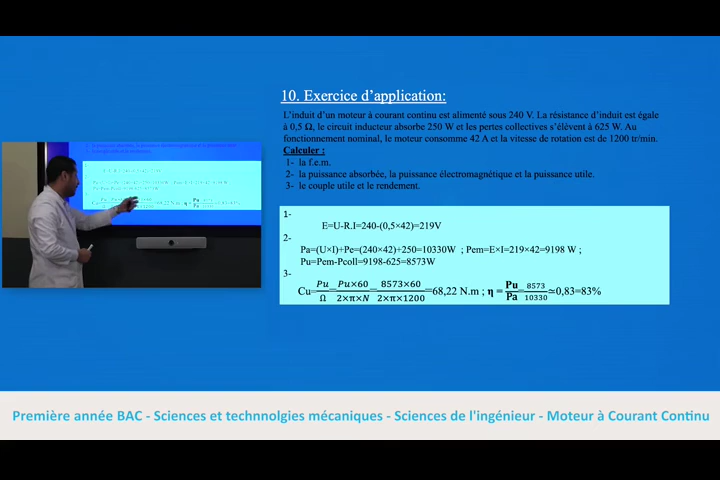 10. Exercice d'application:
L'induit d'un moteur à courant continu est alimenté sous 240 V. La résistance d'induit est égale
à 0,5 Ω, le circuit inducteur absorbe 250 W et les pertes collectives s'élèvent à 625 W. Au
fonctionnement nominal, le moteur consomme 42 A et la vitesse de rotation est de 1200 tr/min.
Calculer :
1- la f.e.m.
2- la puissance absorbée, la puissance électromagnétique et la puissance utile.
3- le couple utile et le rendement.
1-
E=U-R.I=240-(0,5×42)=219V
2-
Pa=(U×I)+Pe=(240×42)+250=10330W ; Pem=E×I=219×42=9198 W ;
Pu=Pem-Pcoll=9198-625=8573W
3-
Cu=Pu/Ω=Pu×60/2×π×N=8573×60/2×π×1200=68,22 N.m ; η = Pu/Pa=8573/10330≃0,83=83%
Première année BAC - Sciences et technnolgies mécaniques - Sciences de l'ingénieur - Moteur à Courant Continu